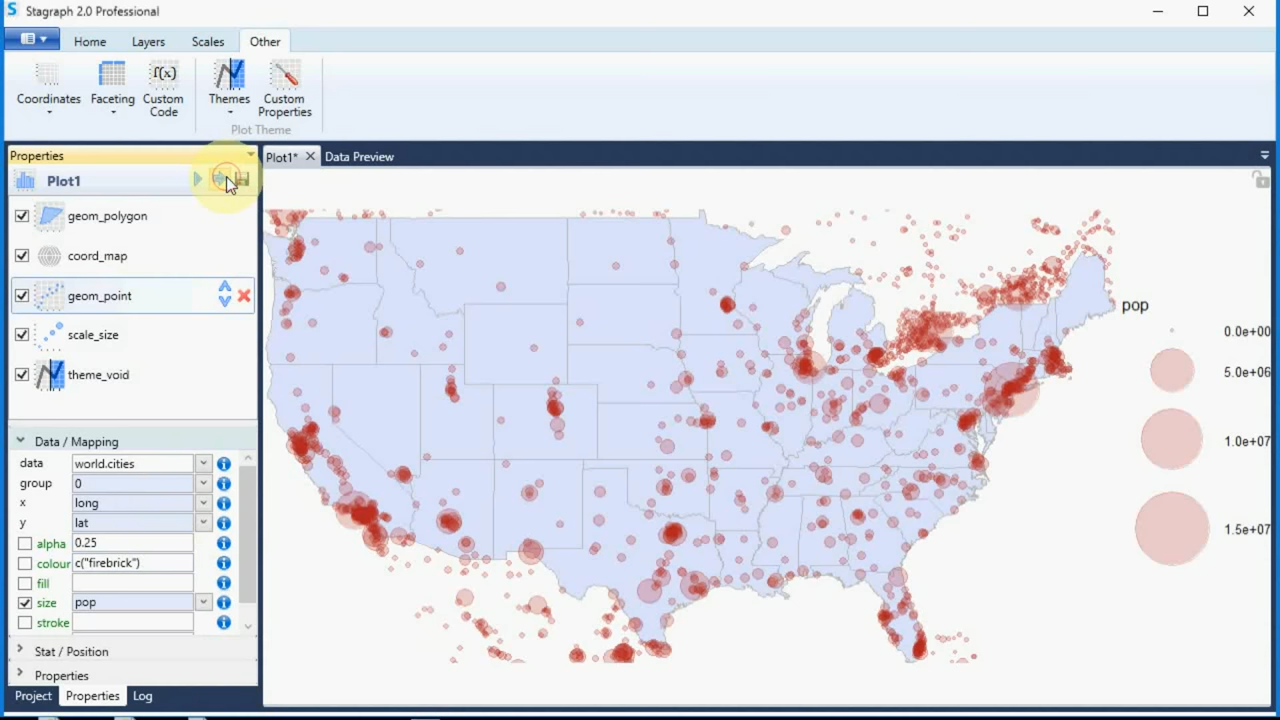 Stagraph 2.0 Professional
Home Layers Scales Other
Coordinates
Faceting
f(x)
Custom
Code
Themes
Custom
Properties
Plot Theme
Properties
Plot1* Data Preview
Plot1
geom_polygon
coord_map
geom_point
scale_size
theme_void
pop
0.0e+00
5.0e+06
1.0e+07
1.5e+07
Data / Mapping
data world.cities
group 0
x long
y lat
alpha 0.25
colour c("firebrick")
fill
size pop
stroke
Stat / Position
Properties
Project Properties Log